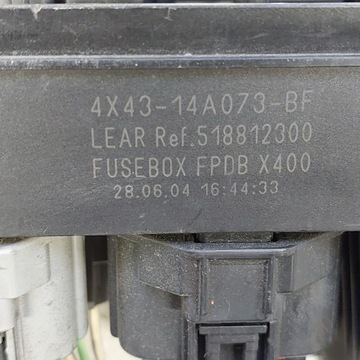 4X43-14A073-BF
LEAR Ref.518812300
FUSEBOX FPDB X400
28.06.04 16:44:33